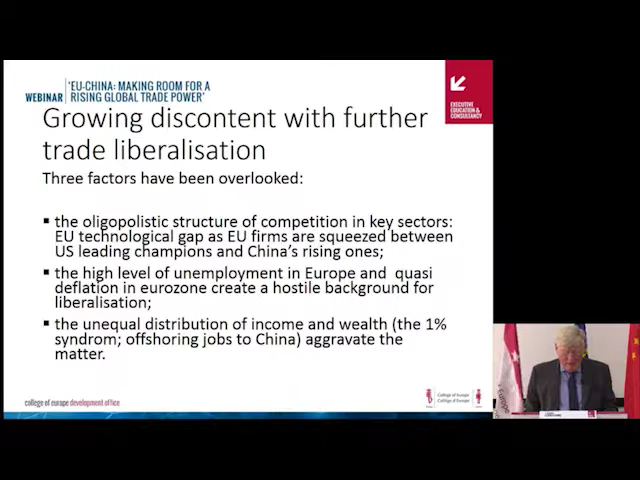 WEBINAR
'EU-CHINA: MAKING ROOM FOR A
RISING GLOBAL TRADE POWER'
EXECUTIVE
EDUCATION &
CONSULTANCY
Growing discontent with further
trade liberalisation
Three factors have been overlooked:
▪ the oligopolistic structure of competition in key sectors:
EU technological gap as EU firms are squeezed between
US leading champions and China's rising ones;
▪ the high level of unemployment in Europe and quasi
deflation in eurozone create a hostile background for
liberalisation;
▪ the unequal distribution of income and wealth (the 1%
syndrom; offshoring jobs to China) aggravate the
matter.
college of europe development office
College of Europe
Collège d'Europe